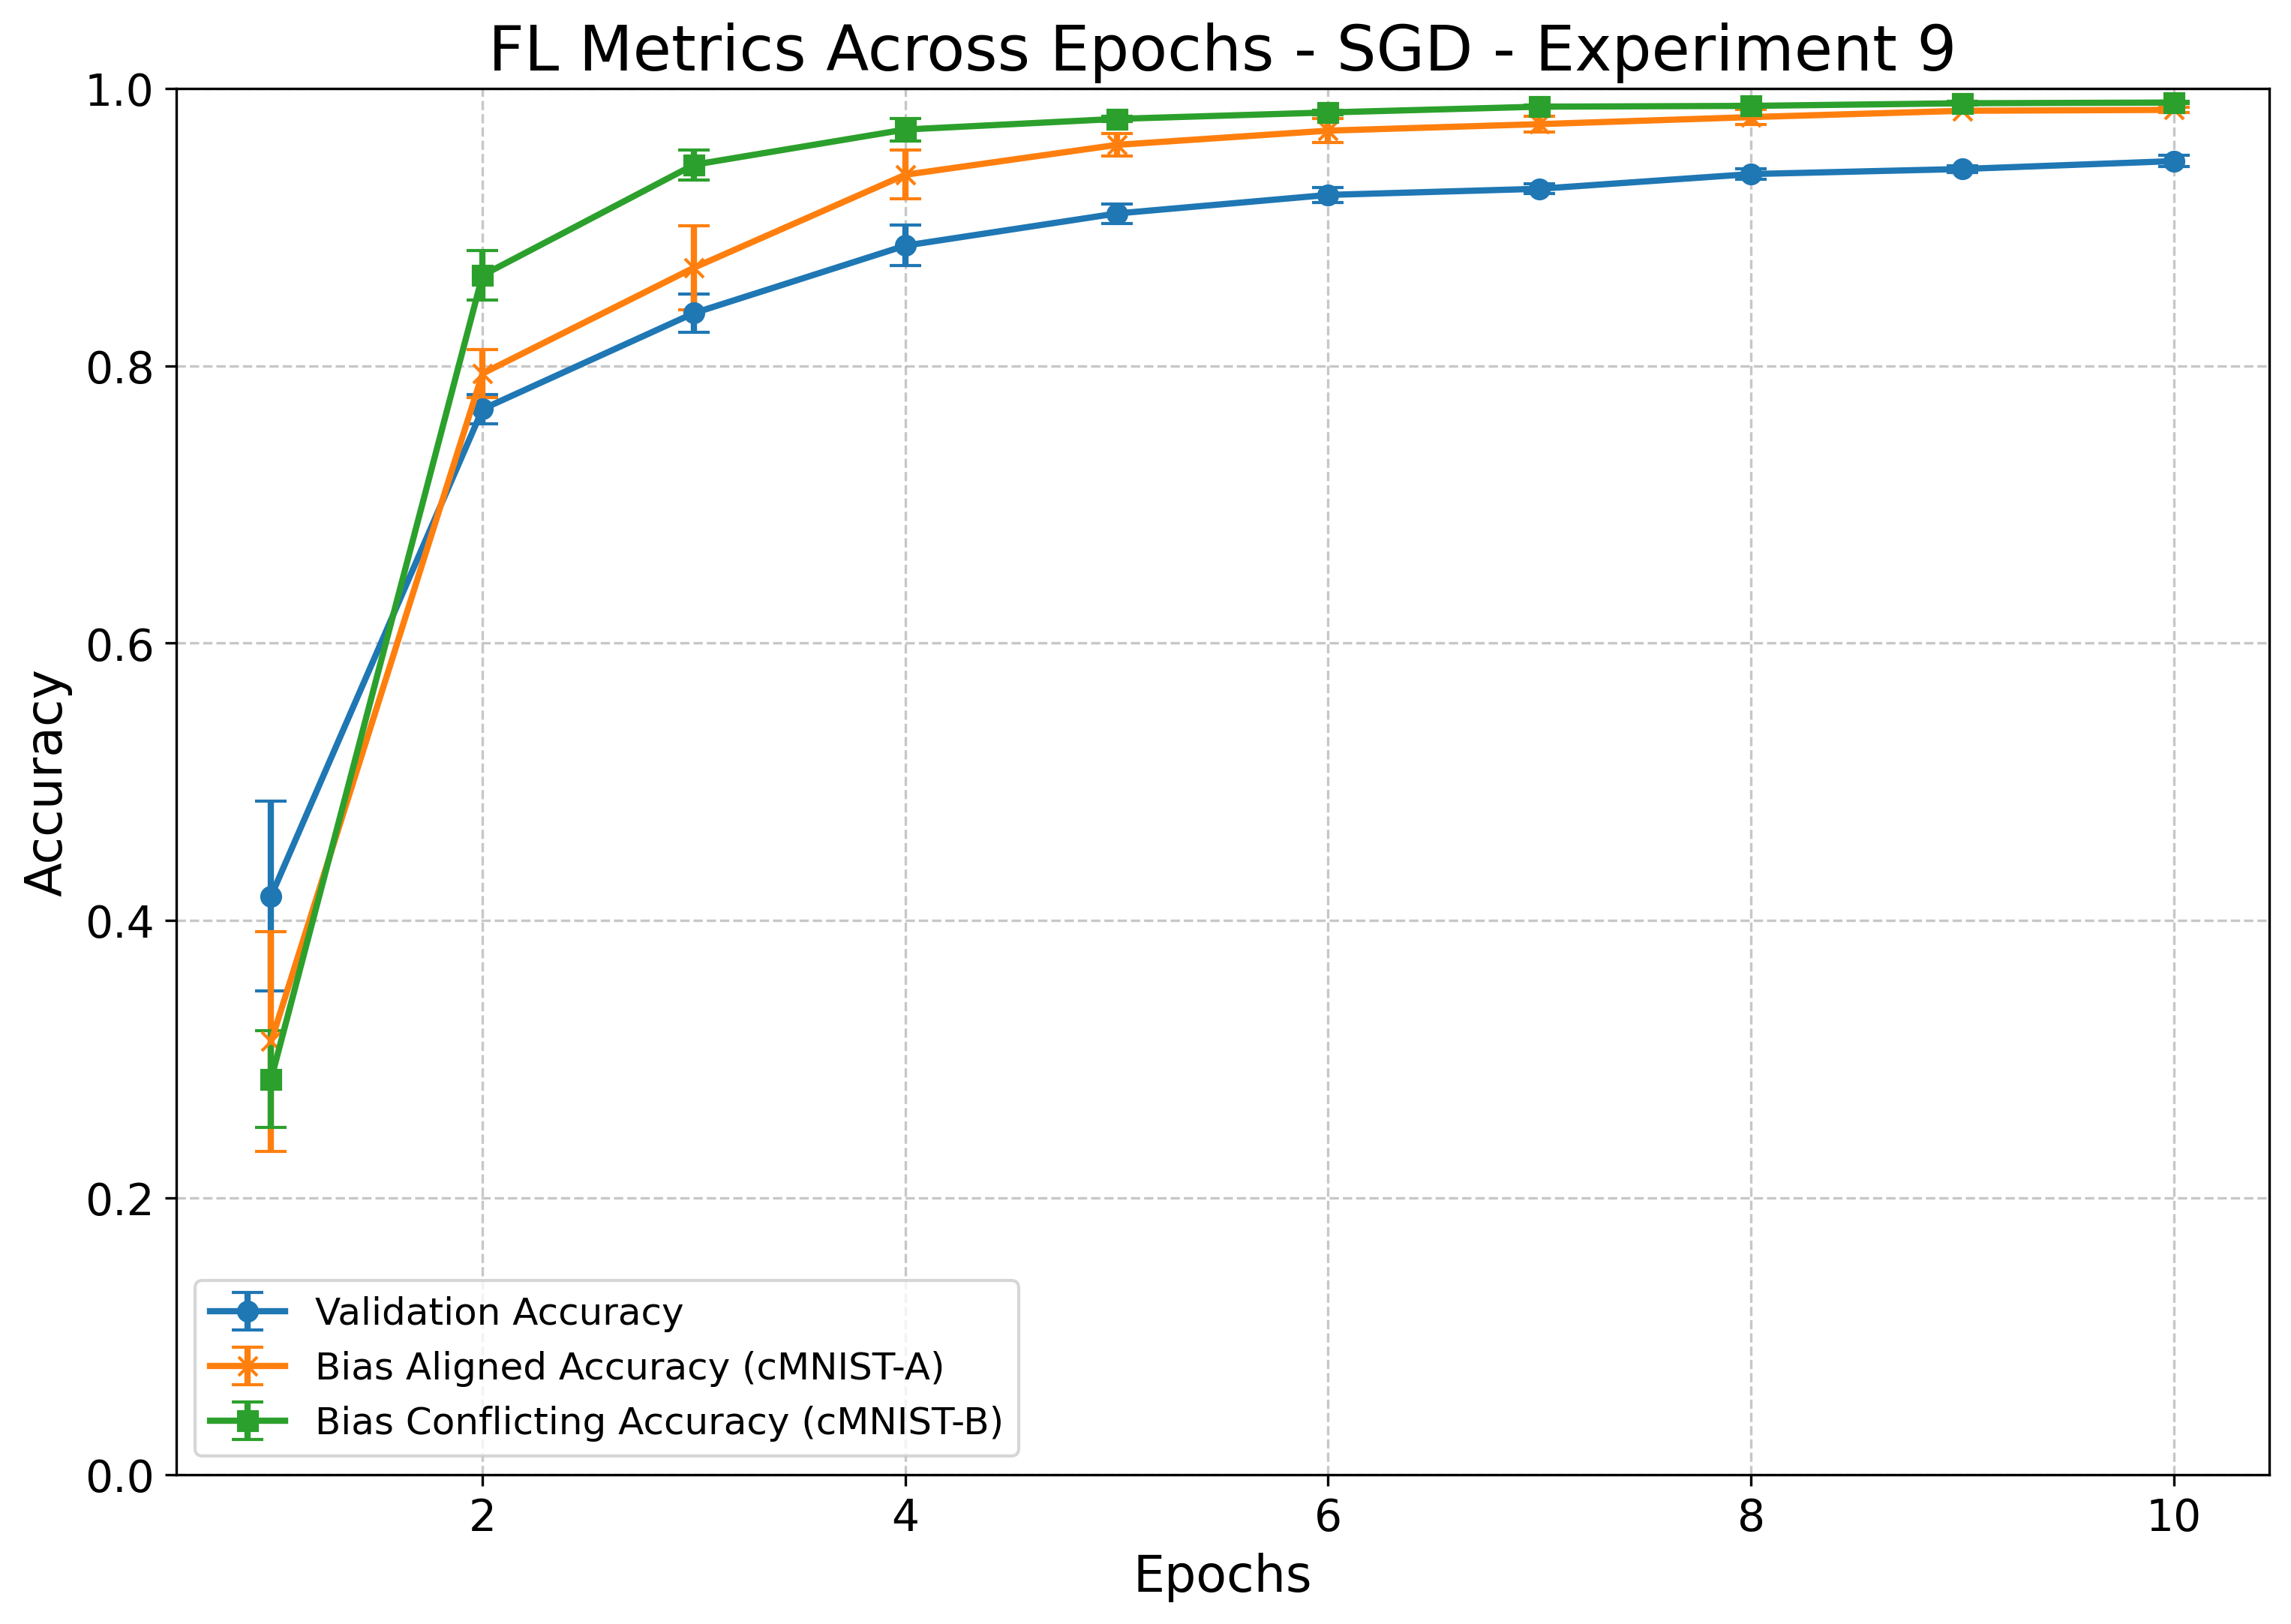 FL Metrics Across Epochs - SGD - Experiment 9
1.0
0.8
0.6
0.4
0.2
0.0
Accuracy
Validation Accuracy
Bias Aligned Accuracy (cMNIST-A)
Bias Conflicting Accuracy (cMNIST-B)
2 4 6 8 10
Epochs